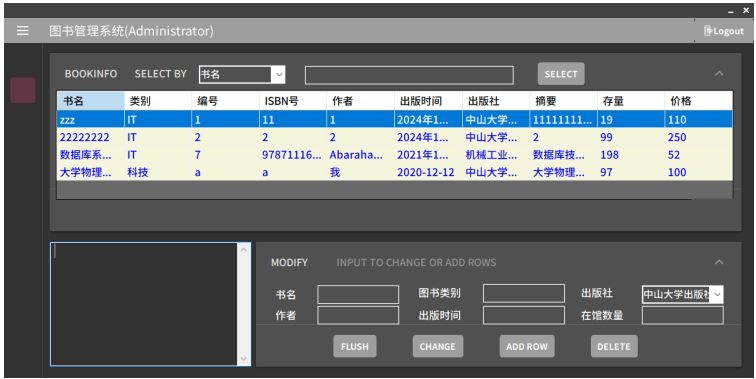 图书管理系统(Administrator) Logout
BOOKINFO SELECT BY 书名 SELECT
书名 类别 编号 ISBN号 作者 出版时间 出版社 摘要 存量 价格
zzz IT 1 11 1 2024年1... 中山大学... 11111111... 19 110
22222222 IT 2 2 2 2024年1... 中山大学... 2 99 250
数据库系... IT 7 97871116... Abaraha... 2021年1... 机械工业... 数据库技... 198 52
大学物理... 科技 a a 我 2020-12-12 中山大学... 大学物理... 97 100
MODIFY INPUT TO CHANGE OR ADD ROWS
书名 图书类别 出版社 中山大学出版社
作者 出版时间 在馆数量
FLUSH CHANGE ADD ROW DELETE